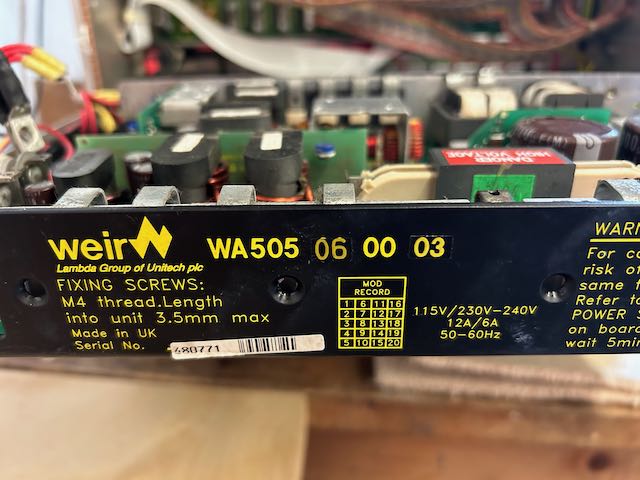 DANGER
HIGH VOLTAGE
weir WA505 06 00 03
Lambda Group of Unitech plc
FIXING SCREWS:
M4 thread.Length
into unit 3.5mm max
Made in UK
Serial No. 480771
MOD
RECORD
1 6 11 16
2 7 12 17
3 8 13 18
4 9 14 19
5 10 15 20
115V/230V-240V
12A/6A
50-60Hz
For
risk o
same
Refer to
POWER S
on boar
wait 5min